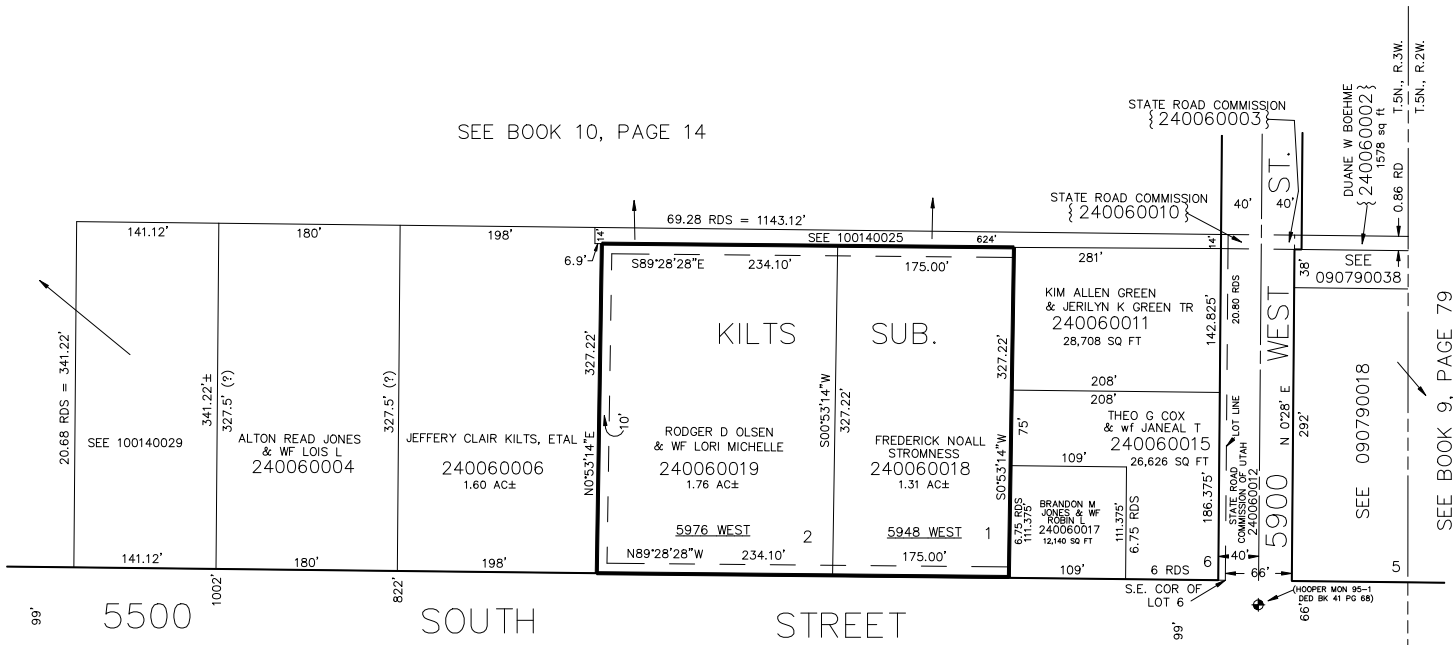 SEE BOOK 10, PAGE 14
STATE ROAD COMMISSION
240060003
STATE ROAD COMMISSION
240060010
DUANE W BOEHME
240060002
1578 sq ft
0.86 RD
T.5N., R.3W.
T.5N., R.2W.
40'
40'
141.12'
180'
198'
69.28 RDS = 1143.12'
14'
SEE 100140025
624'
14'
6.9'
S89°28'28"E
234.10'
175.00'
281'
38'
SEE
090790038
KIM ALLEN GREEN
& JERILYN K GREEN TR
240060011
28,708 SQ FT
142.825'
20.80 RDS
KILTS SUB.
20.68 RDS = 341.22'
341.22'±
327.5' (?)
327.5' (?)
327.22'
327.22'
327.22'
N0°53'14"E
S00°53'14"W
S0°53'14"W
10'
SEE 100140029
ALTON READ JONES
& WF LOIS L
240060004
JEFFERY CLAIR KILTS, ETAL
240060006
1.60 AC±
RODGER D OLSEN
& WF LORI MICHELLE
240060019
1.76 AC±
FREDERICK NOALL
STROMNESS
240060018
1.31 AC±
208'
208'
THEO G COX
& wf JANEAL T
240060015
26,626 SQ FT
75'
109'
BRANDON M
JONES & WF
ROBIN L
240060017
12,140 SQ FT
6.75 RDS
111.375'
111.375'
6.75 RDS
186.375'
LOT LINE
STATE ROAD
COMMISSION OF UTAH
240060012
5900 WEST ST.
N 0°28' E
292'
SEE 090790018
SEE BOOK 9, PAGE 79
5976 WEST
2
5948 WEST
1
N89°28'28"W
234.10'
175.00'
141.12'
180'
198'
109'
6 RDS
6
40'
66'
5
S.E. COR OF
LOT 6
(HOOPER MON 95-1
DED BK 41 PG 68)
66'
99'
1002'
822'
99'
5500 SOUTH STREET